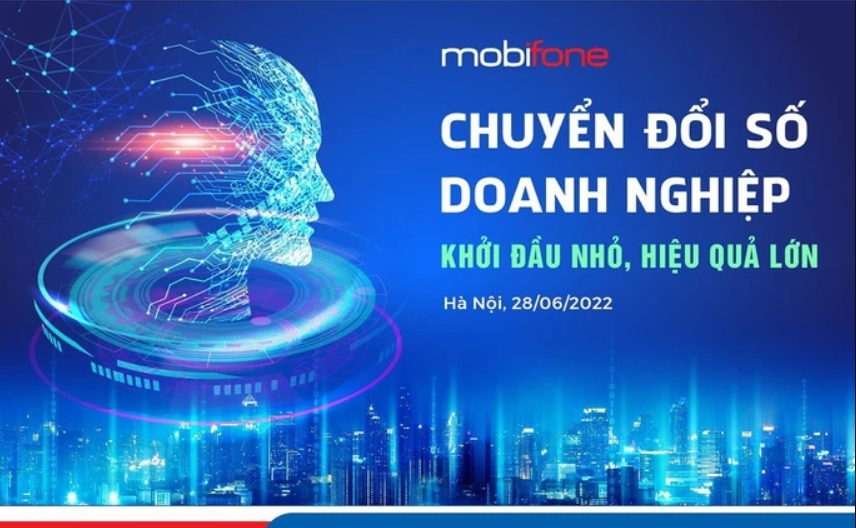 mobifone
CHUYỂN ĐỔI SỐ
DOANH NGHIỆP
KHỞI ĐẦU NHỎ, HIỆU QUẢ LỚN
Hà Nội, 28/06/2022